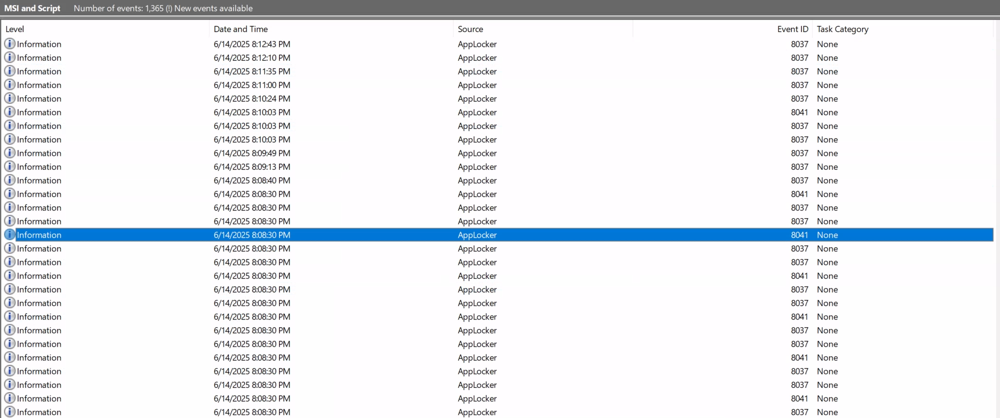 MSI and Script Number of events: 1,365 (!) New events available
Level Date and Time Source Event ID Task Category
Information 6/14/2025 8:12:43 PM AppLocker 8037 None
Information 6/14/2025 8:12:10 PM AppLocker 8037 None
Information 6/14/2025 8:11:35 PM AppLocker 8037 None
Information 6/14/2025 8:11:00 PM AppLocker 8037 None
Information 6/14/2025 8:10:24 PM AppLocker 8037 None
Information 6/14/2025 8:10:03 PM AppLocker 8041 None
Information 6/14/2025 8:10:03 PM AppLocker 8037 None
Information 6/14/2025 8:10:03 PM AppLocker 8037 None
Information 6/14/2025 8:09:49 PM AppLocker 8037 None
Information 6/14/2025 8:09:13 PM AppLocker 8037 None
Information 6/14/2025 8:08:40 PM AppLocker 8037 None
Information 6/14/2025 8:08:30 PM AppLocker 8041 None
Information 6/14/2025 8:08:30 PM AppLocker 8037 None
Information 6/14/2025 8:08:30 PM AppLocker 8037 None
Information 6/14/2025 8:08:30 PM AppLocker 8041 None
Information 6/14/2025 8:08:30 PM AppLocker 8037 None
Information 6/14/2025 8:08:30 PM AppLocker 8037 None
Information 6/14/2025 8:08:30 PM AppLocker 8041 None
Information 6/14/2025 8:08:30 PM AppLocker 8037 None
Information 6/14/2025 8:08:30 PM AppLocker 8037 None
Information 6/14/2025 8:08:30 PM AppLocker 8041 None
Information 6/14/2025 8:08:30 PM AppLocker 8037 None
Information 6/14/2025 8:08:30 PM AppLocker 8037 None
Information 6/14/2025 8:08:30 PM AppLocker 8041 None
Information 6/14/2025 8:08:30 PM AppLocker 8037 None
Information 6/14/2025 8:08:30 PM AppLocker 8037 None
Information 6/14/2025 8:08:30 PM AppLocker 8041 None
Information 6/14/2025 8:08:30 PM AppLocker 8037 None